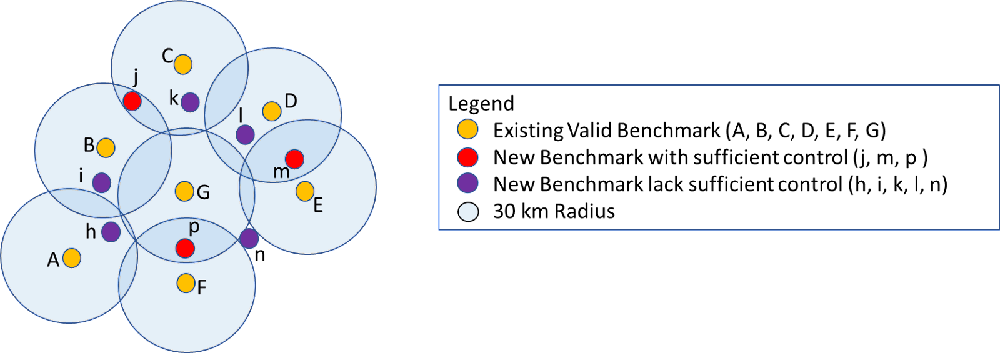 C
j
k
D
l
B
m
i
G
E
p
h
n
A
F
Legend
Existing Valid Benchmark (A, B, C, D, E, F, G)
New Benchmark with sufficient control (j, m, p )
New Benchmark lack sufficient control (h, i, k, l, n)
30 km Radius